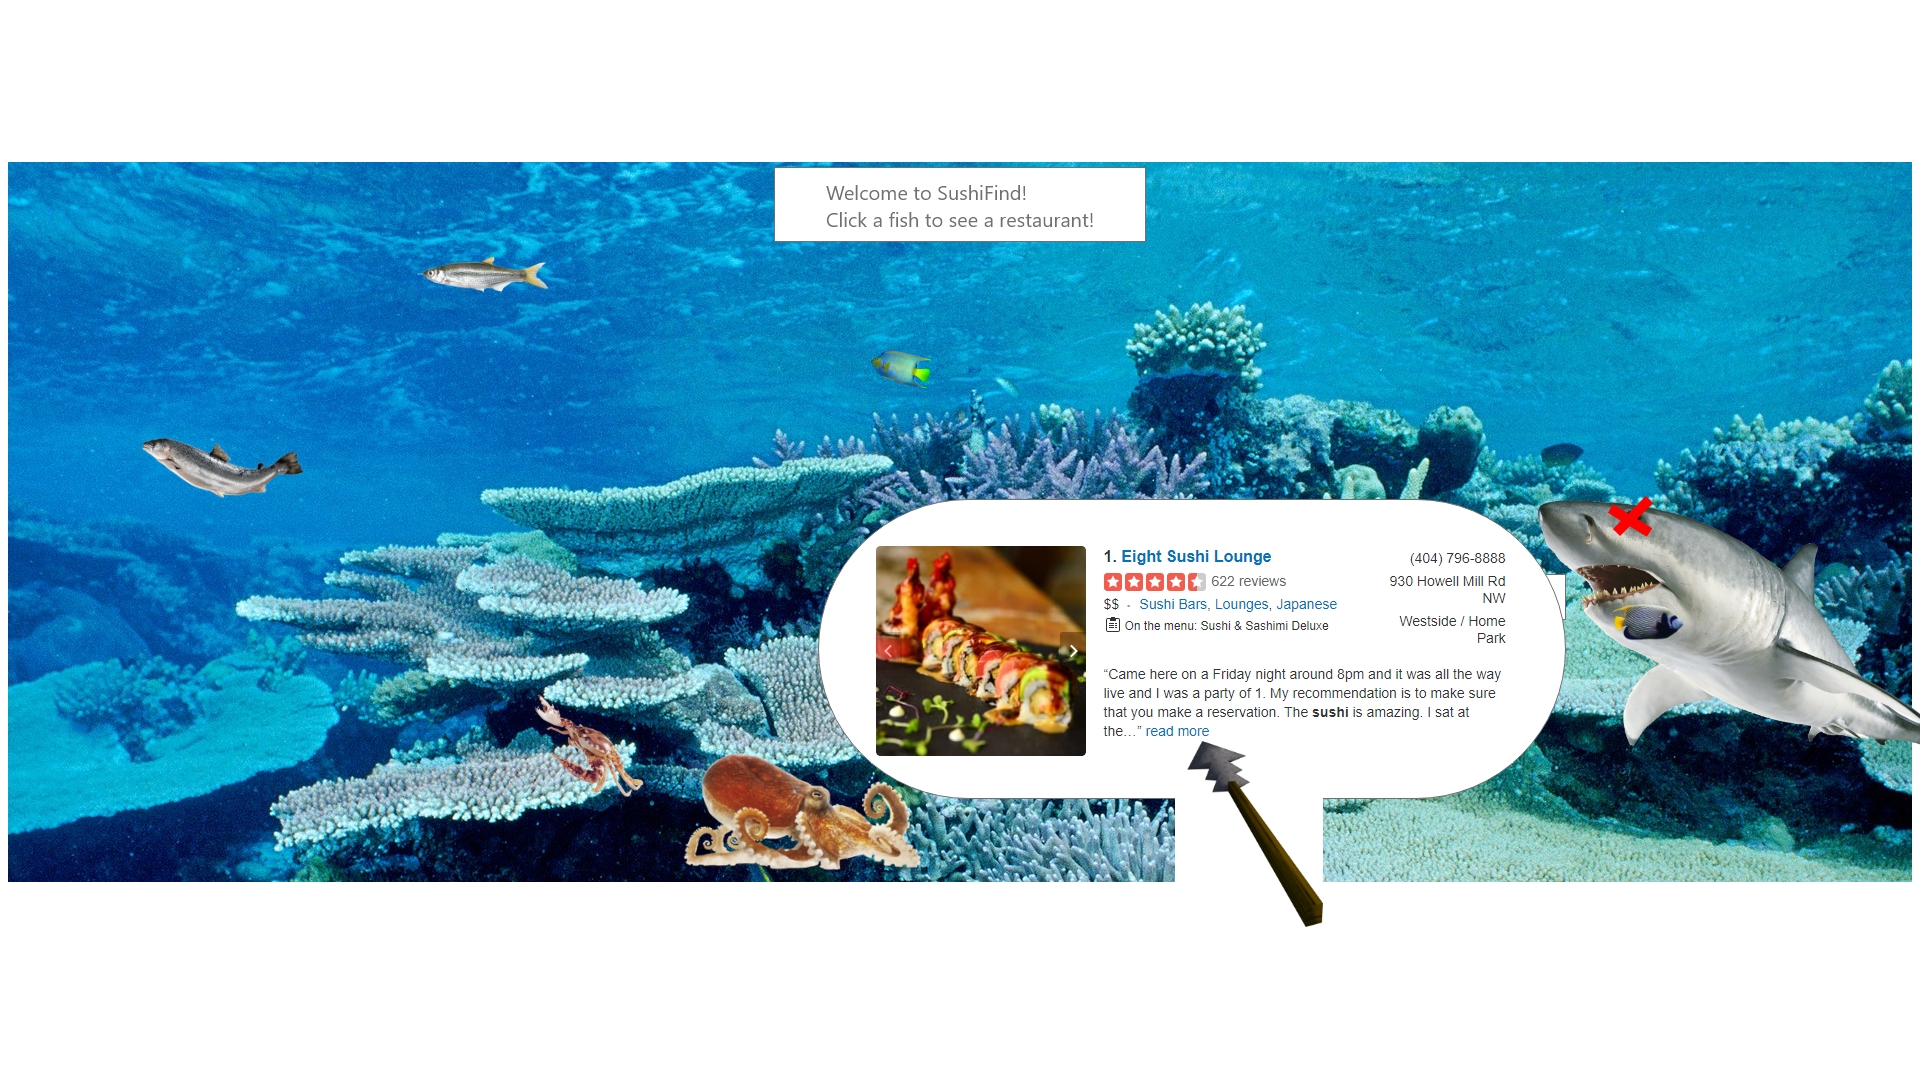 Welcome to SushiFind!
Click a fish to see a restaurant!
1. Eight Sushi Lounge
622 reviews
$$ - Sushi Bars, Lounges, Japanese
On the menu: Sushi & Sashimi Deluxe
(404) 796-8888
930 Howell Mill Rd
NW
Westside / Home
Park
“Came here on a Friday night around 8pm and it was all the way
live and I was a party of 1. My recommendation is to make sure
that you make a reservation. The sushi is amazing. I sat at
the…” read more